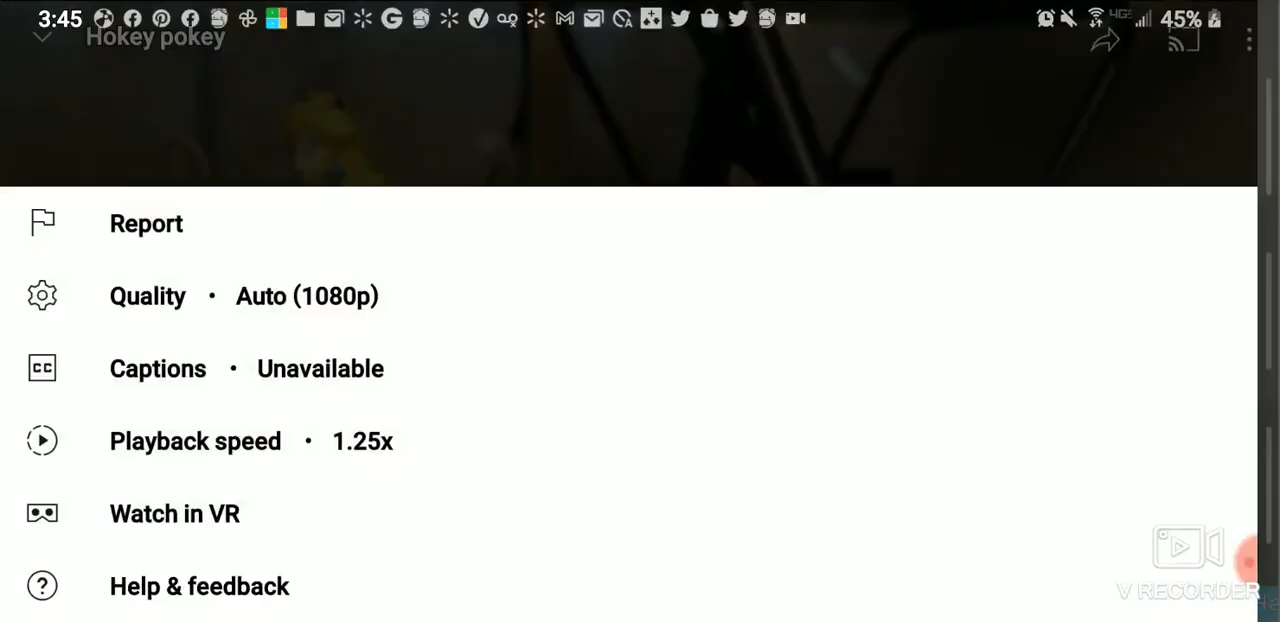 3:45 4GE 45%
Hokey pokey
Report
Quality • Auto (1080p)
Captions • Unavailable
Playback speed • 1.25x
Watch in VR
Help & feedback
V RECORDER